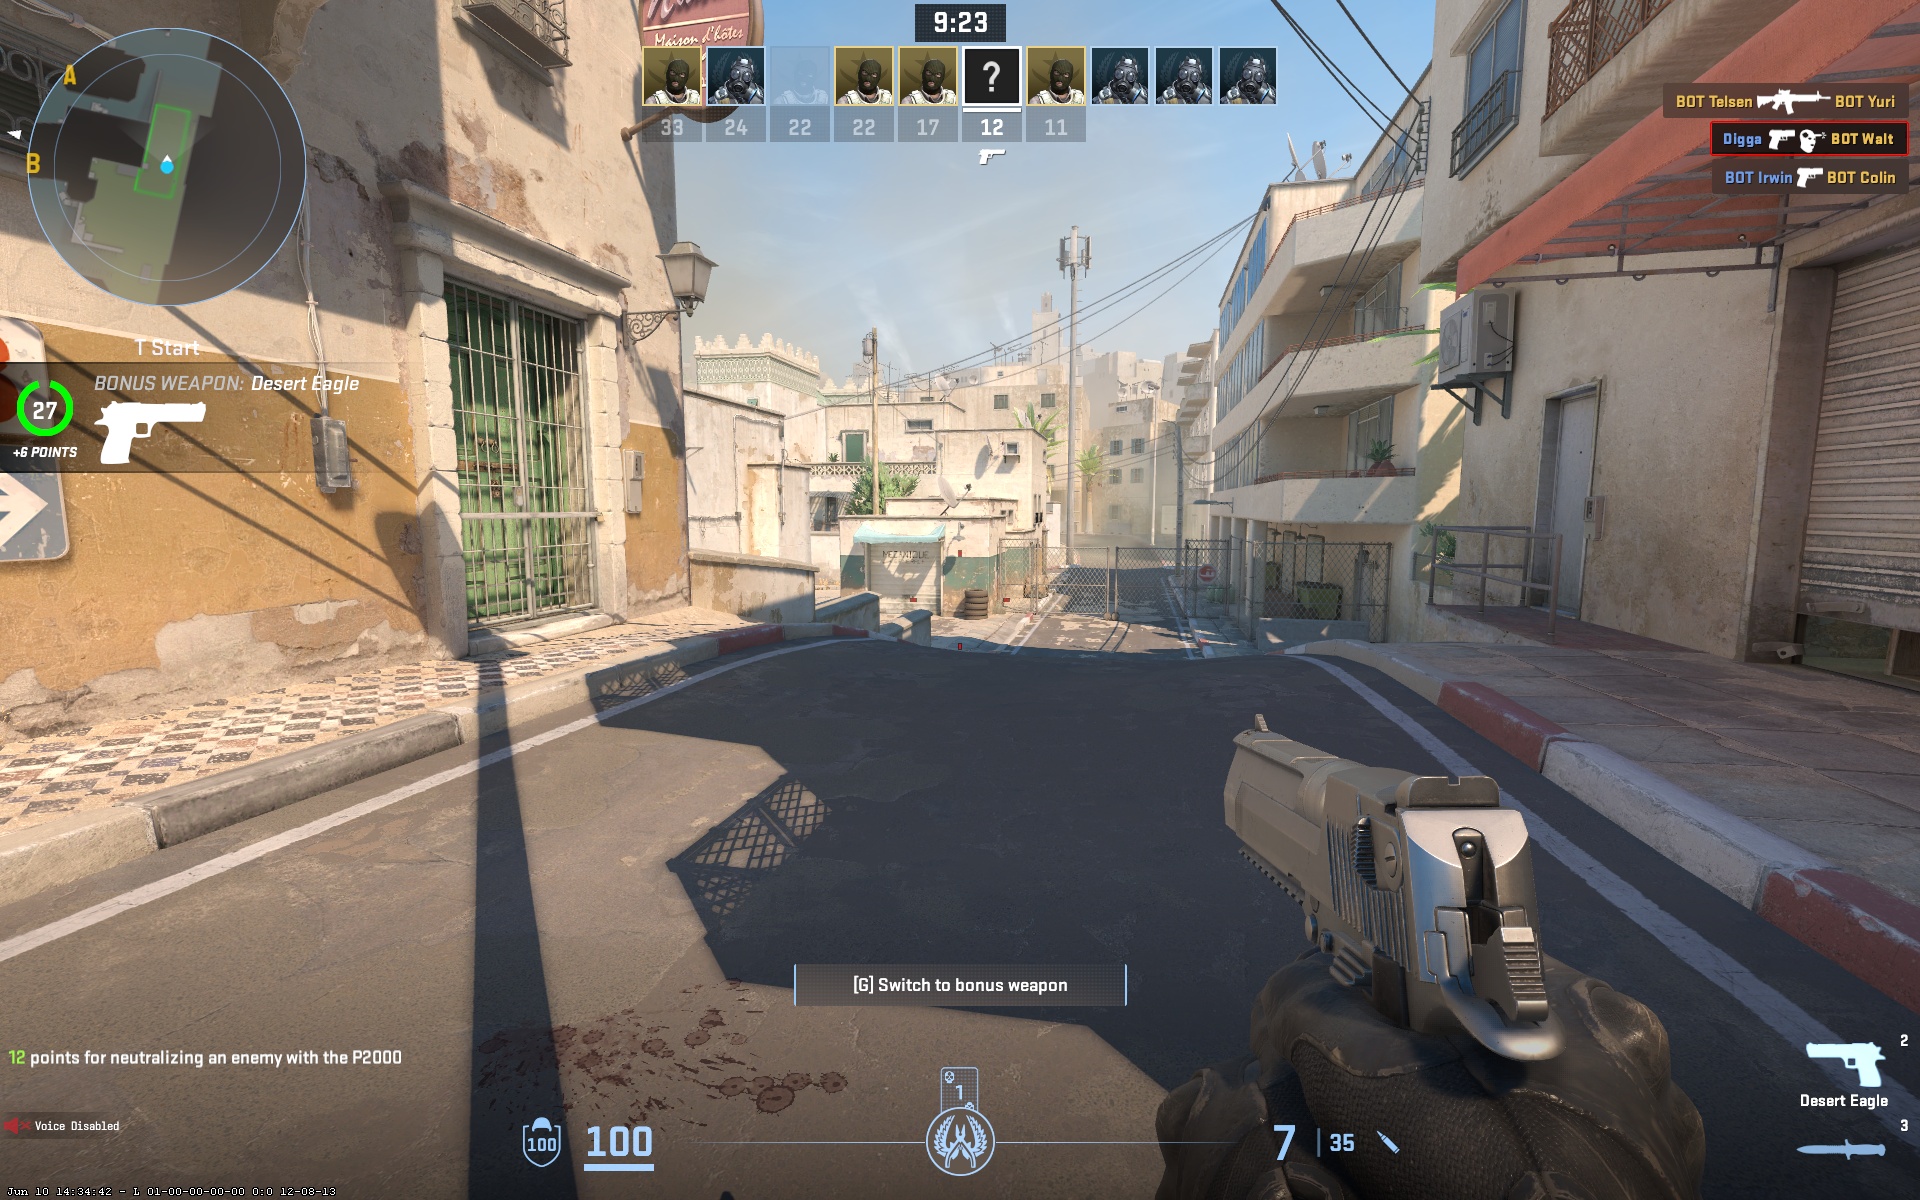 9:23
Maison d'hôtes
A
?
33 24 22 22 17 12 11
BOT Telsen BOT Yuri
Digga BOT Walt
BOT Irwin BOT Colin
B
T Start
BONUS WEAPON: Desert Eagle
27
+6 POINTS
[G] Switch to bonus weapon
12 points for neutralizing an enemy with the P2000
2
Desert Eagle
1
Voice Disabled
3
100 100
7 | 35
Jun 10 14:34:42 - L 01-00-00-00-00 0:0 12-08-13